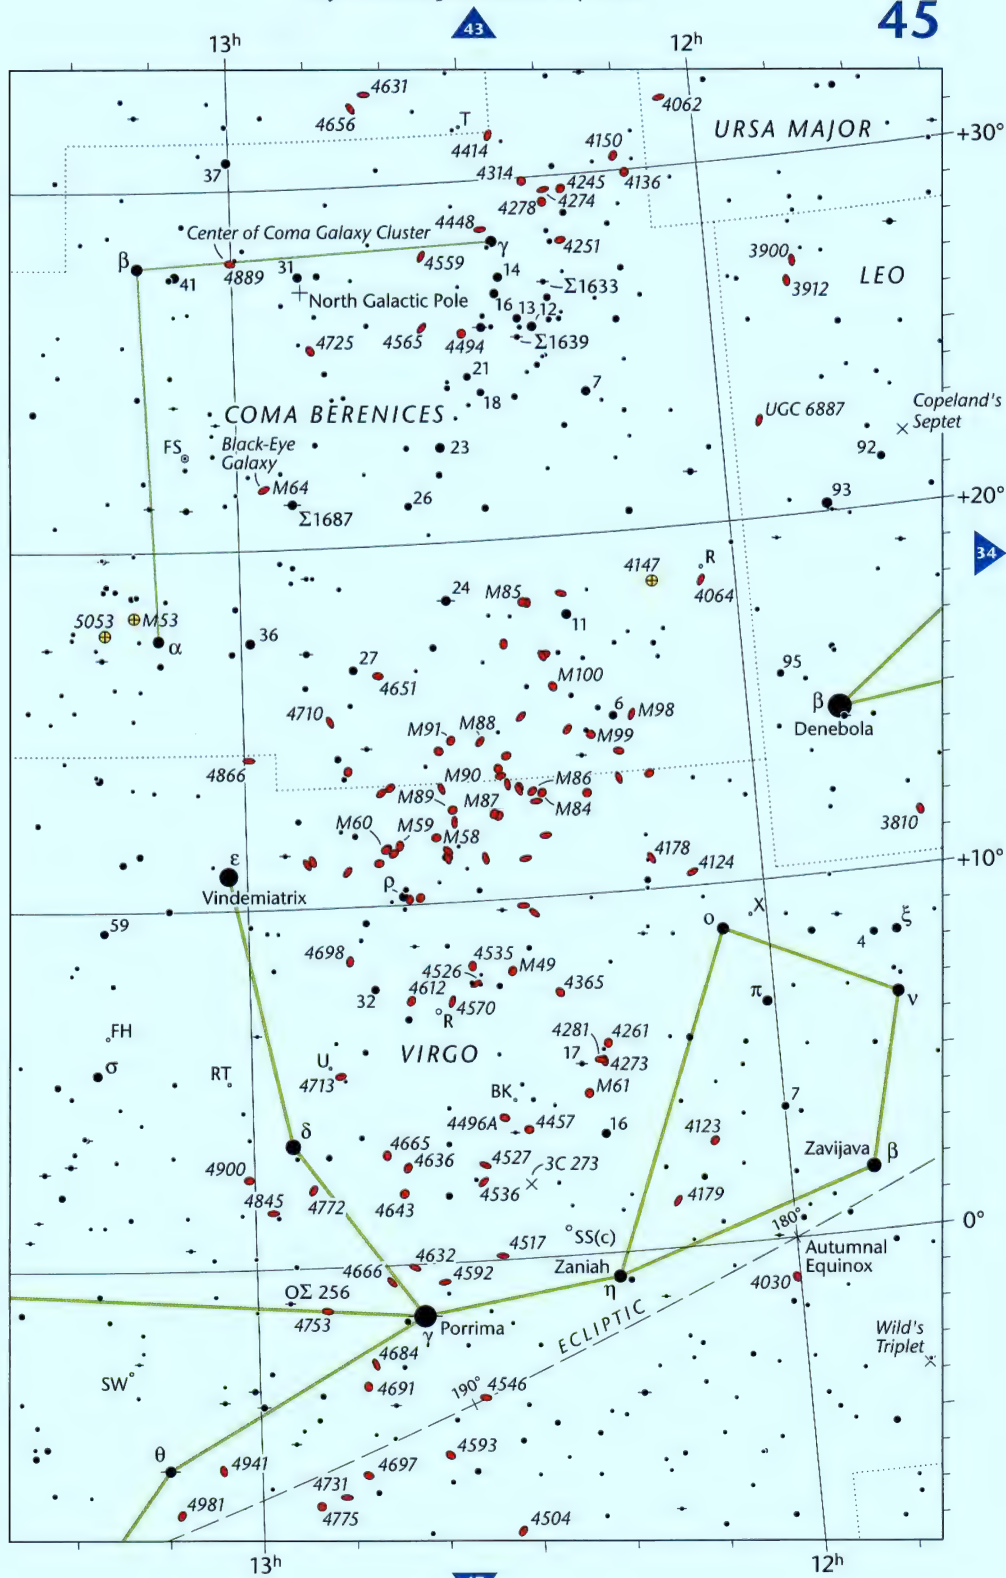 45
43
13h
12h
4631
4656
T
4414
4062
URSA MAJOR
+30°
4150
4314
4245
4136
4274
4278
37
4448
γ
4251
Center of Coma Galaxy Cluster
β
41
4889
31
4559
14
Σ1633
3900
LEO
3912
North Galactic Pole
16
13
12
4725
4565
4494
Σ1639
21
7
18
COMA BERENICES
UGC 6887
Copeland's
Septet
FS
Black-Eye
Galaxy
23
92
M64
Σ1687
26
93
+20°
34
R
4147
4064
24
M85
11
5053
M53
α
36
27
4651
M100
95
β
Denebola
6
M98
4710
M91
M88
M99
4866
M90
M86
M89
M87
M84
3810
M60
M59
M58
4178
4124
+10°
ε
Vindemiatrix
ρ
ο
X
ξ
4
59
4698
4535
4526
M49
4612
4365
32
4570
R
π
ν
FH
σ
RT
U
4713
VIRGO
4281
4261
17
4273
BK
M61
7
4496A
4457
16
4123
Zavijava
β
δ
4665
4636
4527
3C 273
4900
4845
4772
4643
4536
4179
180°
0°
SS(c)
4517
Autumnal
Equinox
4632
Zaniah
η
4030
4666
4592
OΣ 256
4753
γ
Porrima
ECLIPTIC
Wild's
Triplet
4684
SW
4691
190°
4546
θ
4941
4697
4593
4981
4731
4775
4504
13h
12h